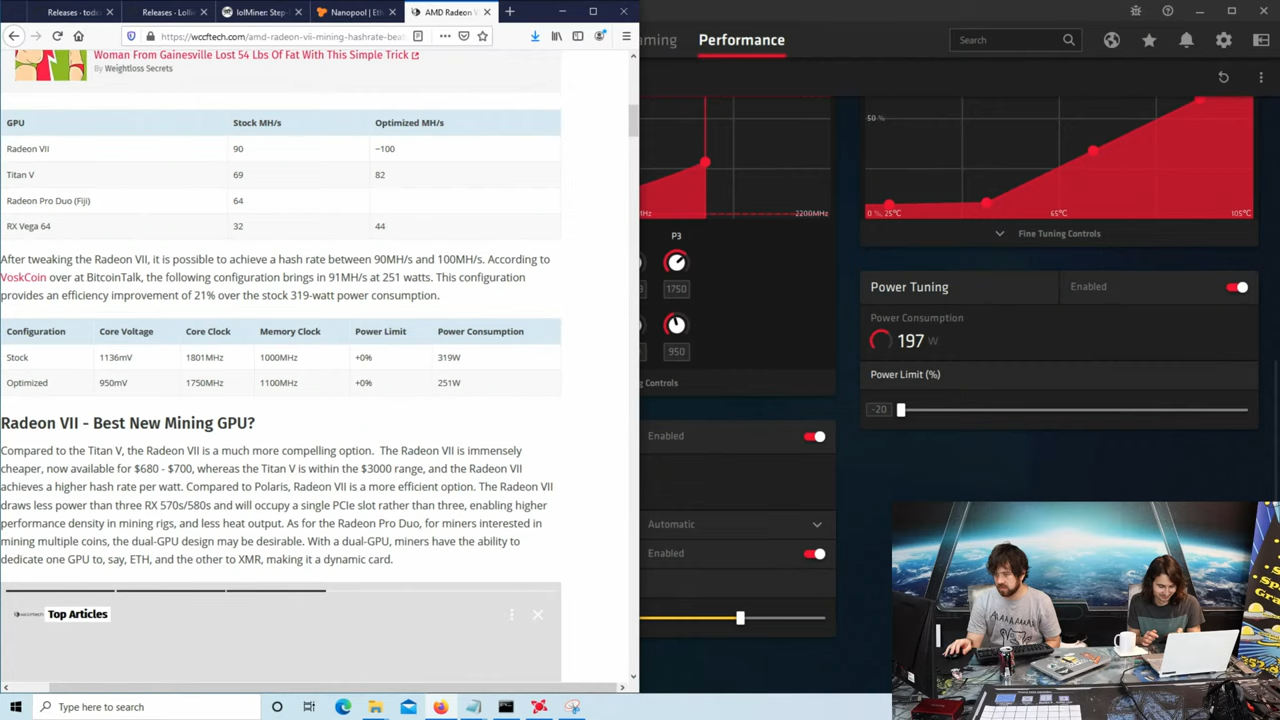 Releases · todxx
Releases · Lolli
lolMiner: Step-
Nanopool | Eth
AMD Radeon V
https://wccftech.com/amd-radeon-vii-mining-hashrate-bea
Woman From Gainesville Lost 54 Lbs Of Fat With This Simple Trick
By Weightloss Secrets
GPU Stock MH/s Optimized MH/s
Radeon VII 90 ~100
Titan V 69 82
Radeon Pro Duo (Fiji) 64
RX Vega 64 32 44
After tweaking the Radeon VII, it is possible to achieve a hash rate between 90MH/s and 100MH/s. According to
VoskCoin over at BitcoinTalk, the following configuration brings in 91MH/s at 251 watts. This configuration
provides an efficiency improvement of 21% over the stock 319-watt power consumption.
Configuration Core Voltage Core Clock Memory Clock Power Limit Power Consumption
Stock 1136mV 1801MHz 1000MHz +0% 319W
Optimized 950mV 1750MHz 1100MHz +0% 251W
Radeon VII - Best New Mining GPU?
Compared to the Titan V, the Radeon VII is a much more compelling option. The Radeon VII is immensely
cheaper, now available for $680 - $700, whereas the Titan V is within the $3000 range, and the Radeon VII
achieves a higher hash rate per watt. Compared to Polaris, Radeon VII is a more efficient option. The Radeon VII
draws less power than three RX 570s/580s and will occupy a single PCIe slot rather than three, enabling higher
performance density in mining rigs, and less heat output. As for the Radeon Pro Duo, for miners interested in
mining multiple coins, the dual-GPU design may be desirable. With a dual-GPU, miners have the ability to
dedicate one GPU to, say, ETH, and the other to XMR, making it a dynamic card.
Top Articles
Type here to search
ming
Performance
Search
Hz
2200MHz
P3
1750
950
g Controls
50 %
0 %, 25°C
65°C
105°C
Fine Tuning Controls
Power Tuning
Enabled
Power Consumption
197 W
Power Limit (%)
-20
Enabled
Automatic
Enabled